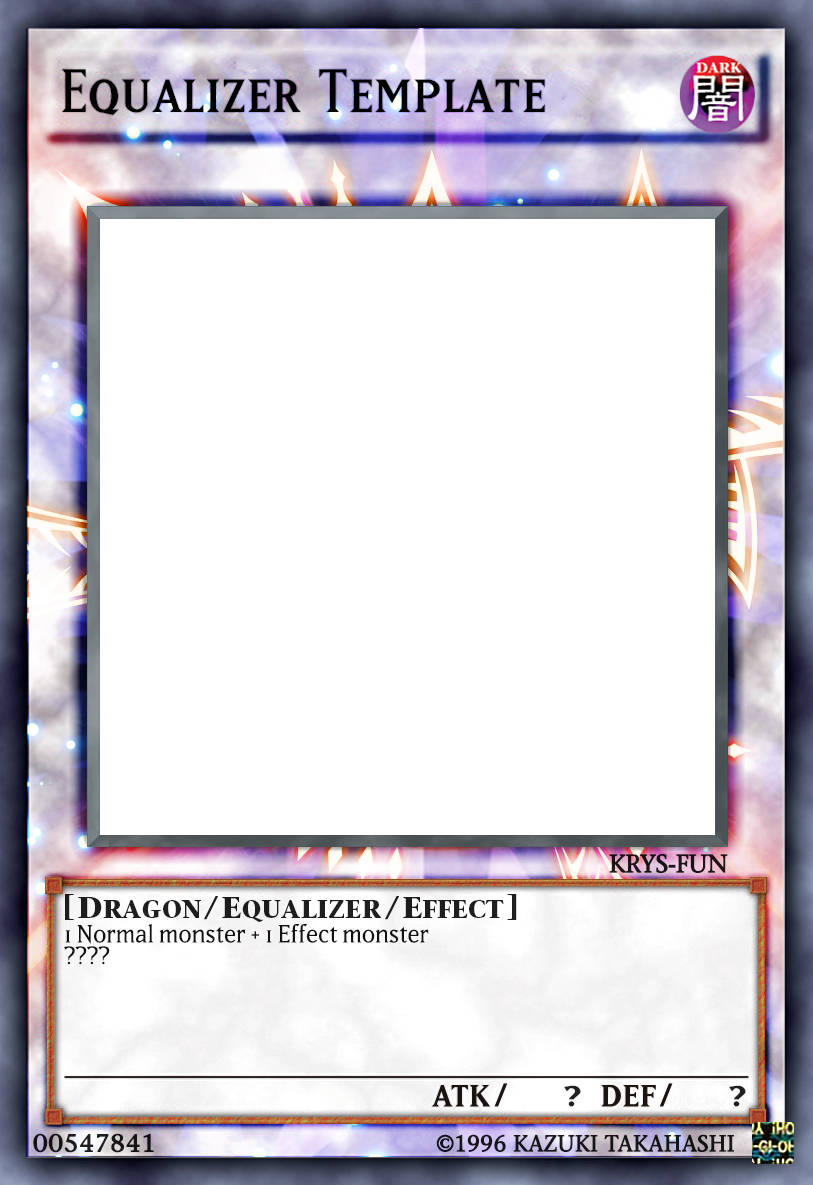 Equalizer Template
DARK
闇
KRYS-FUN
[Dragon/Equalizer/Effect]
1 Normal monster + 1 Effect monster
????
ATK/ ? DEF/ ?
00547841 ©1996 KAZUKI TAKAHASHI